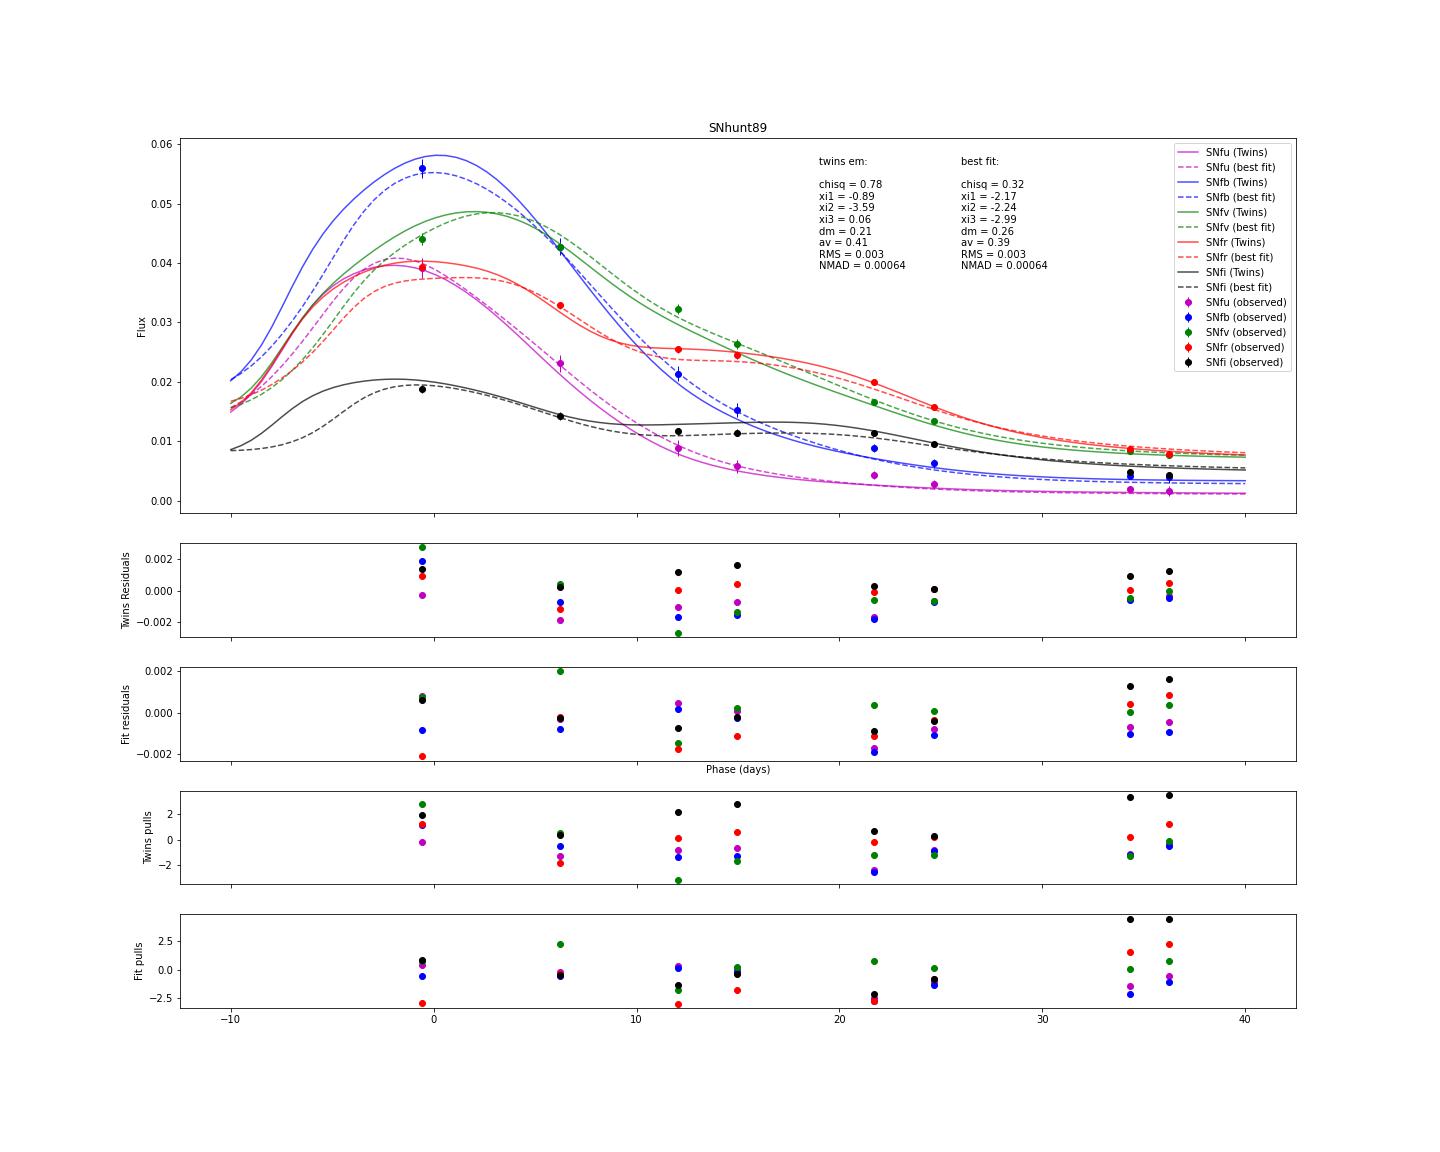 SNhunt89
0.06
0.05
0.04
0.03
0.02
0.01
0.00
Flux
twins em:
chisq = 0.78
xi1 = -0.89
xi2 = -3.59
xi3 = 0.06
dm = 0.21
av = 0.41
RMS = 0.003
NMAD = 0.00064
best fit:
chisq = 0.32
xi1 = -2.17
xi2 = -2.24
xi3 = -2.99
dm = 0.26
av = 0.39
RMS = 0.003
NMAD = 0.00064
SNfu (Twins)
SNfu (best fit)
SNfb (Twins)
SNfb (best fit)
SNfv (Twins)
SNfv (best fit)
SNfr (Twins)
SNfr (best fit)
SNfi (Twins)
SNfi (best fit)
SNfu (observed)
SNfb (observed)
SNfv (observed)
SNfr (observed)
SNfi (observed)
−10
0
10
20
30
40
Twins Residuals
0.002
0.000
−0.002
Fit residuals
0.002
0.000
−0.002
Phase (days)
Twins pulls
2
0
−2
Fit pulls
2.5
0.0
−2.5
−10
0
10
20
30
40